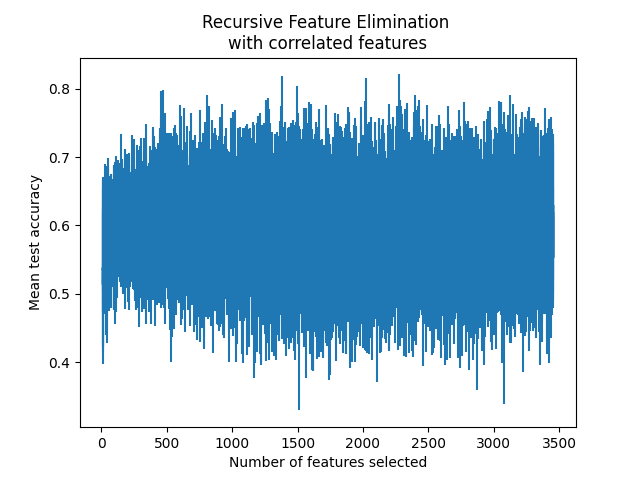 Recursive Feature Elimination
with correlated features
0.8
0.7
0.6
0.5
0.4
Mean test accuracy
0 500 1000 1500 2000 2500 3000 3500
Number of features selected